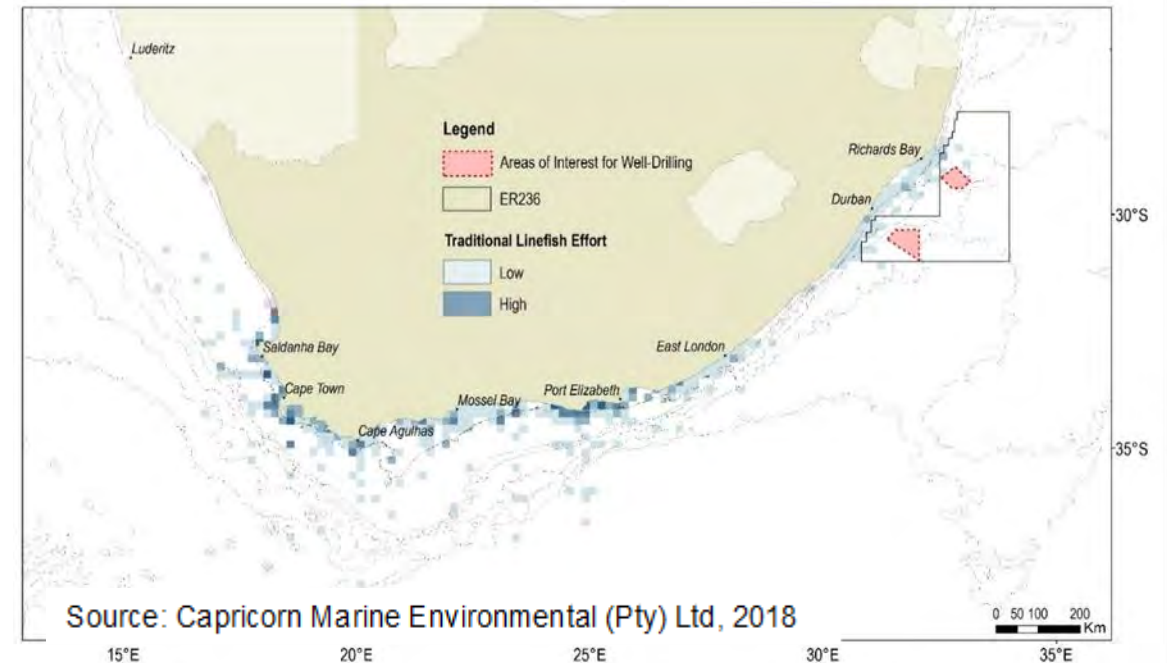 Luderitz
Legend
Areas of Interest for Well-Drilling
ER236
Traditional Linefish Effort
Low
High
Richards Bay
Durban
30°S
Saldanha Bay
East London
Cape Town
Mossel Bay
Port Elizabeth
Cape Agulhas
35°S
Source: Capricorn Marine Environmental (Pty) Ltd, 2018
0 50 100 200
Km
15°E 20°E 25°E 30°E 35°E